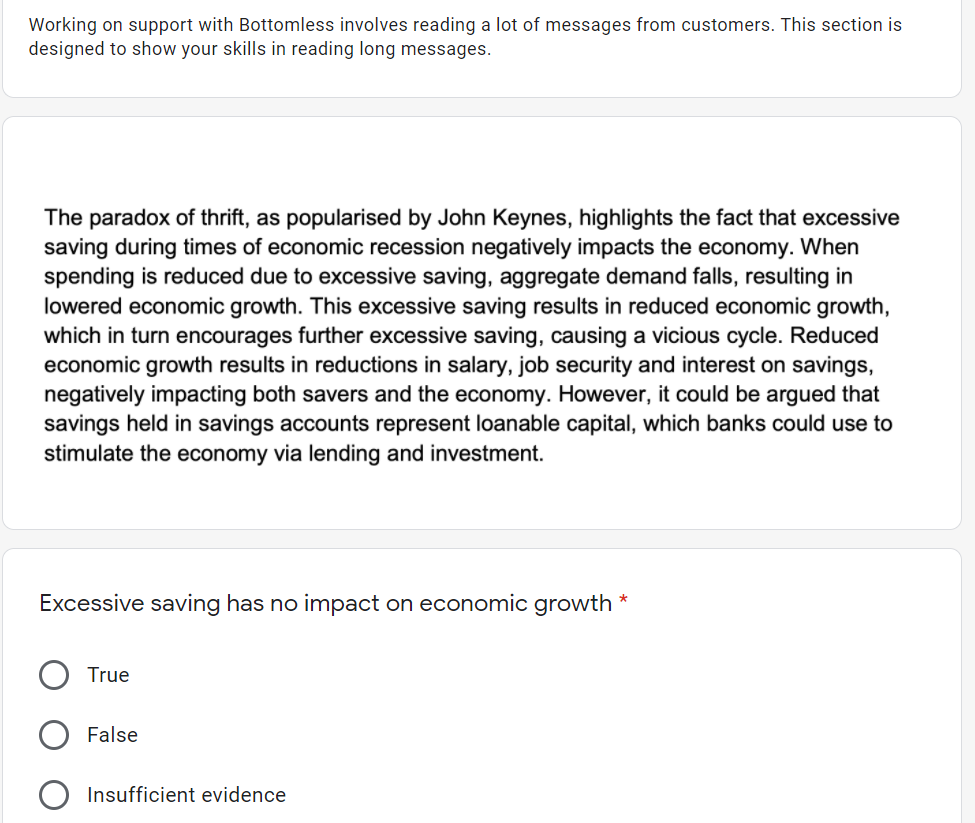 Working on support with Bottomless involves reading a lot of messages from customers. This section is
designed to show your skills in reading long messages.
The paradox of thrift, as popularised by John Keynes, highlights the fact that excessive
saving during times of economic recession negatively impacts the economy. When
spending is reduced due to excessive saving, aggregate demand falls, resulting in
lowered economic growth. This excessive saving results in reduced economic growth,
which in turn encourages further excessive saving, causing a vicious cycle. Reduced
economic growth results in reductions in salary, job security and interest on savings,
negatively impacting both savers and the economy. However, it could be argued that
savings held in savings accounts represent loanable capital, which banks could use to
stimulate the economy via lending and investment.
Excessive saving has no impact on economic growth *
True
False
Insufficient evidence